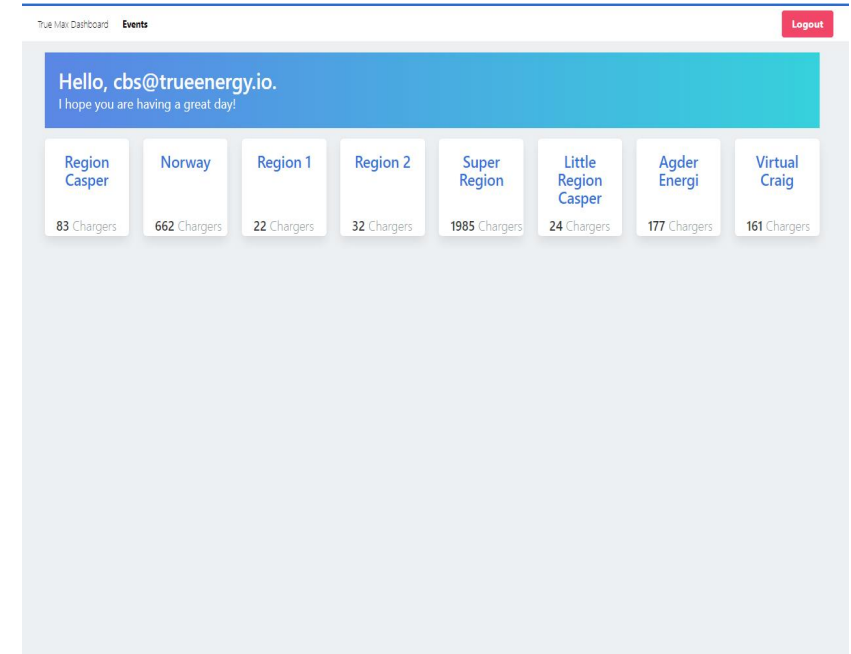 True Max Dashboard Events Logout
Hello, cbs@trueenergy.io.
I hope you are having a great day!
Region
Casper
83 Chargers
Norway
662 Chargers
Region 1
22 Chargers
Region 2
32 Chargers
Super
Region
1985 Chargers
Little
Region
Casper
24 Chargers
Agder
Energi
177 Chargers
Virtual
Craig
161 Chargers